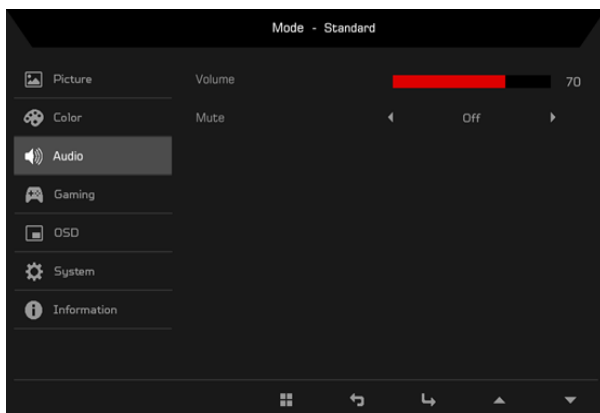 Mode - Standard
Picture
Volume 70
Color
Mute Off
Audio
Gaming
OSD
System
Information